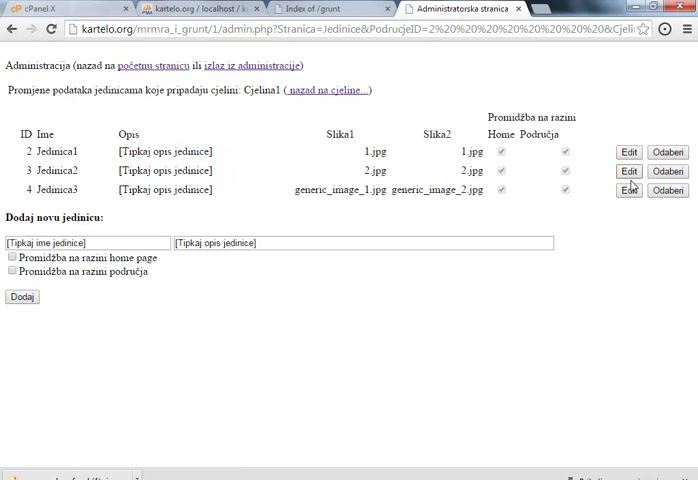 cPanel X
kartelo.org / localhost / k
Index of /grunt
Administratorska stranica
kartelo.org/mrmra_i_grunt/1/admin.php?Stranica=Jedinice&PodrucjeID=2%20%20%20%20%20%20%20%20&Cjelin
Administracija (nazad na početnu stranicu ili izlaz iz administracije)
Promjene podataka jedinicama koje pripadaju cjelini: Cjelina1 ( nazad na cjeline...)
Promidžba na razini
ID Ime Opis Slika1 Slika2 Home Područja
2 Jedinica1 [Tipkaj opis jedinice] 1.jpg 1.jpg Edit Odaberi
3 Jedinica2 [Tipkaj opis jedinice] 2.jpg 2.jpg Edit Odaberi
4 Jedinica3 [Tipkaj opis jedinice] generic_image_1.jpg generic_image_2.jpg Edit Odaberi
Dodaj novu jedinicu:
[Tipkaj ime jedinice] [Tipkaj opis jedinice]
Promidžba na razini home page
Promidžba na razini područja
Dodaj